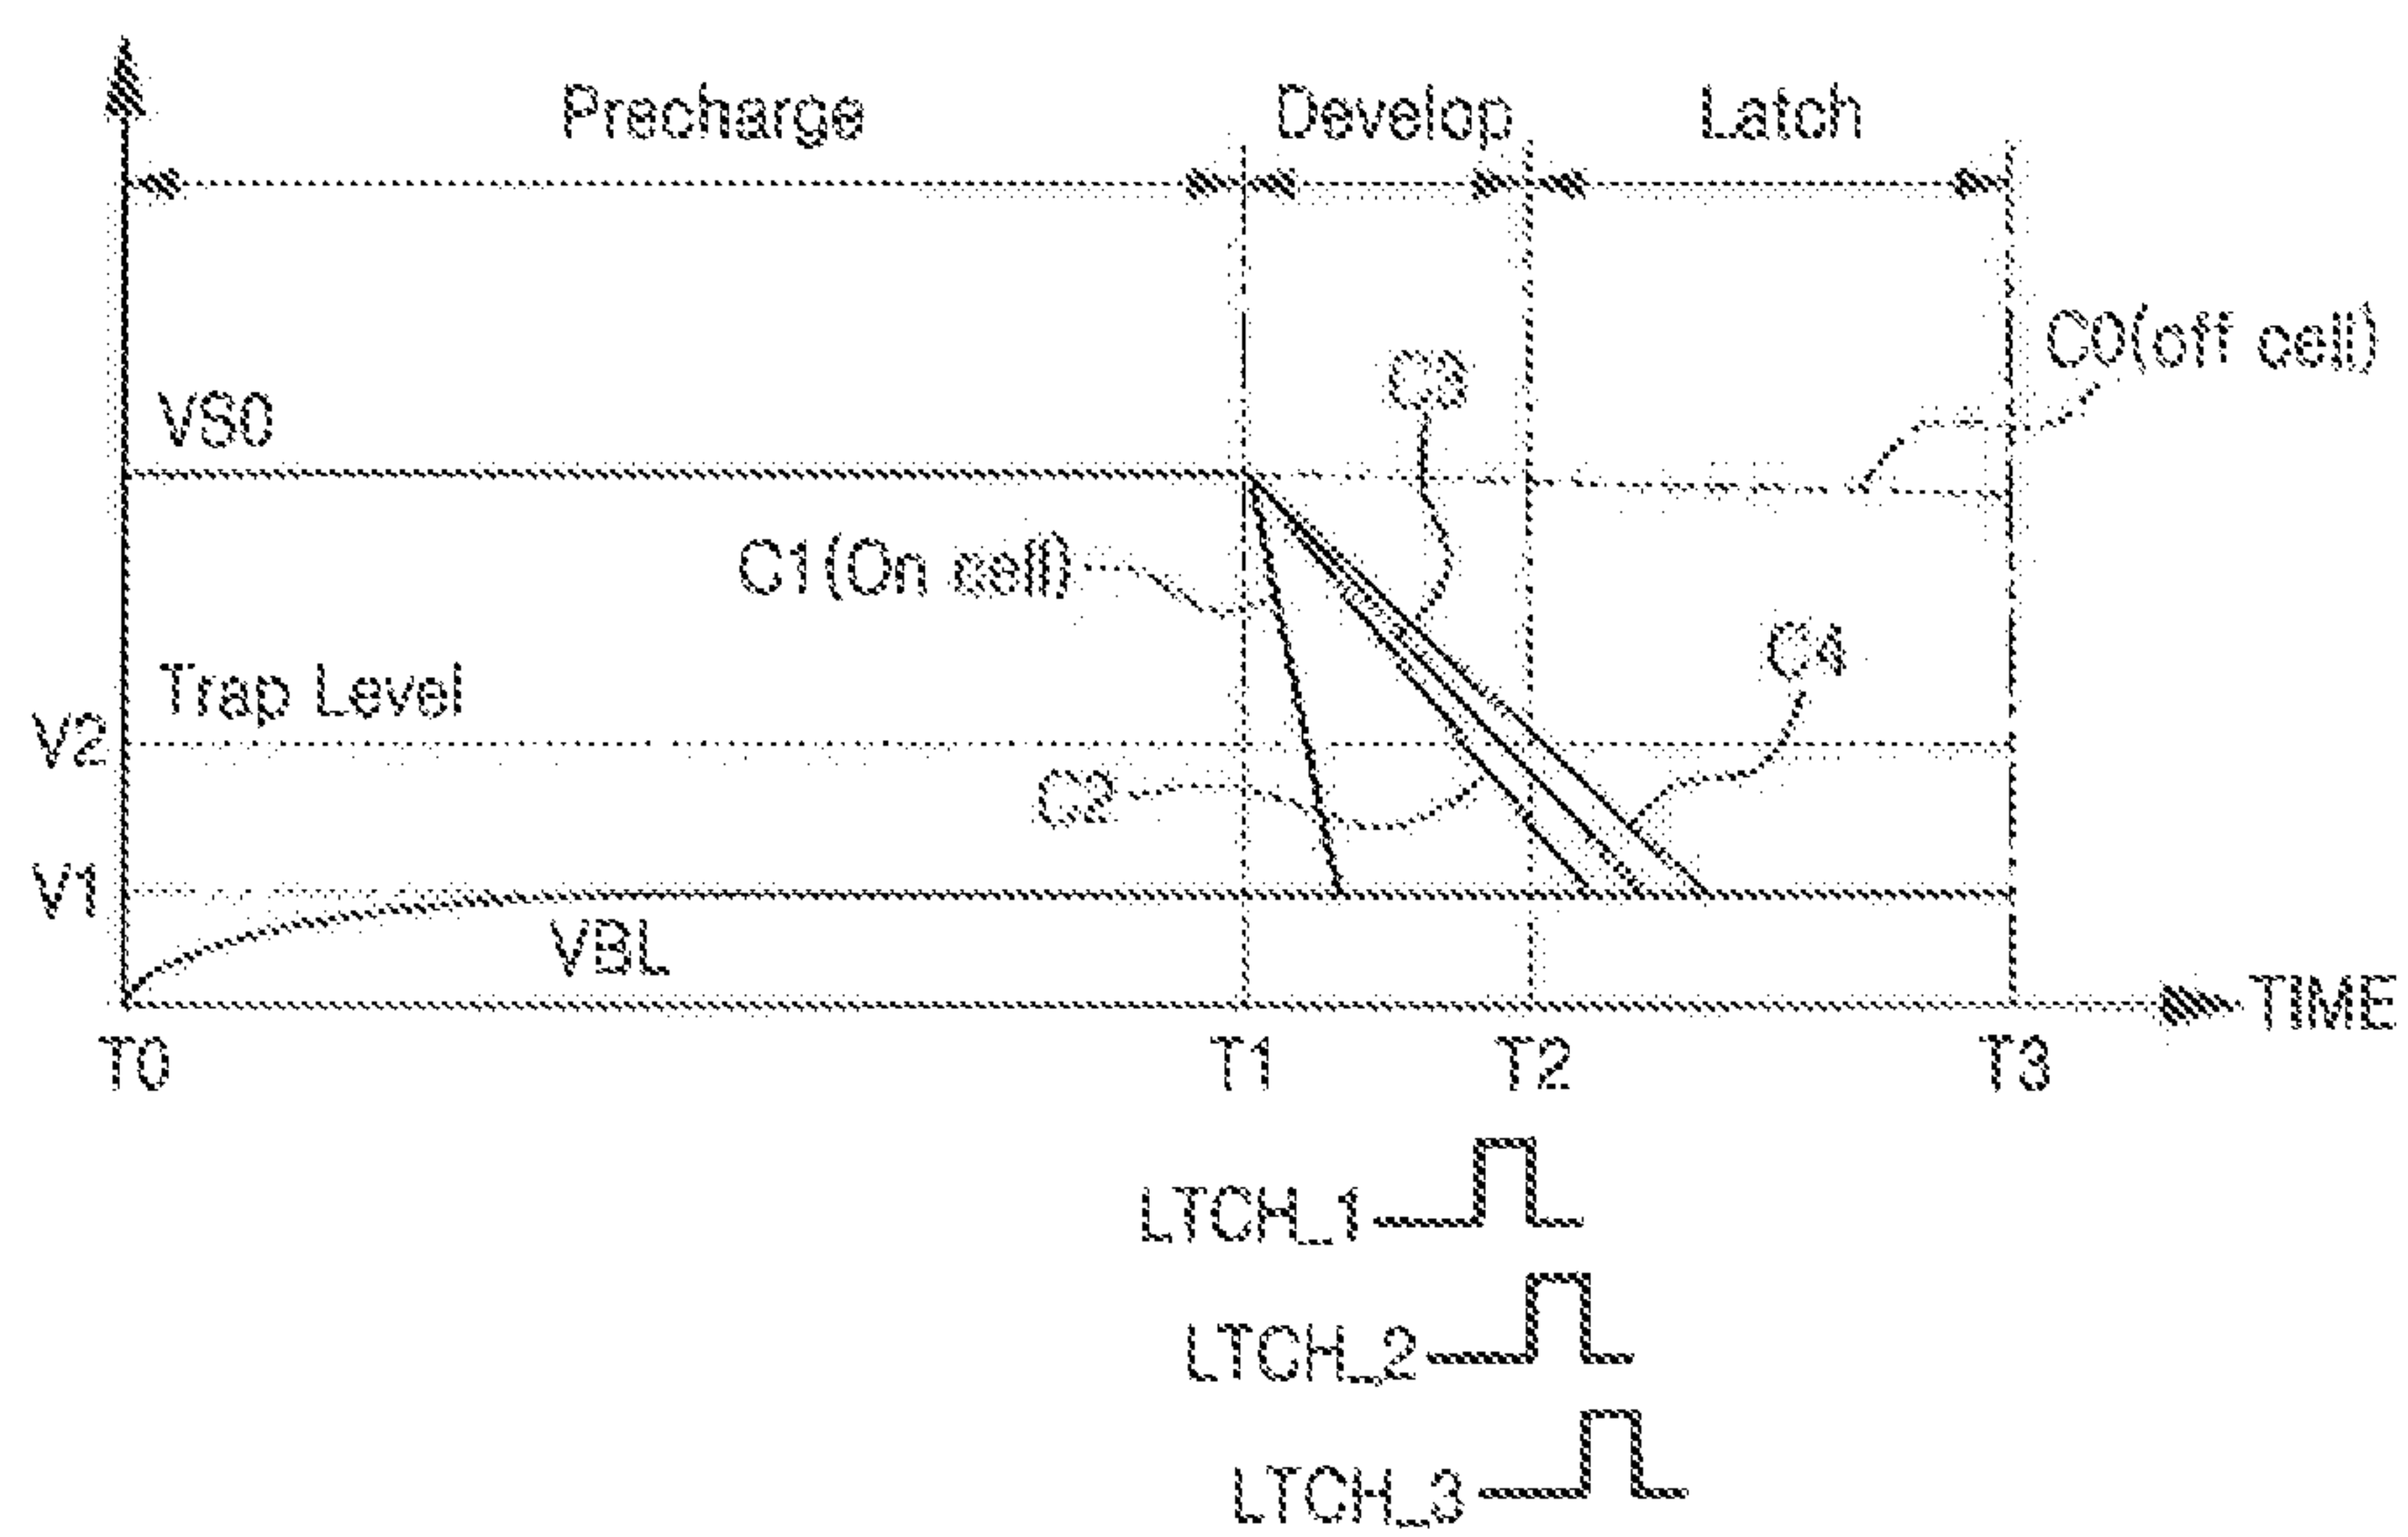 Precharge
Develop
Latch
C0(off cell)
C3
VS0
C1(On cell)
C4
Trap Level
V2
C2
V1
VBL
TIME
T0
T1
T2
T3
LTCH_1
LTCH_2
LTCH_3